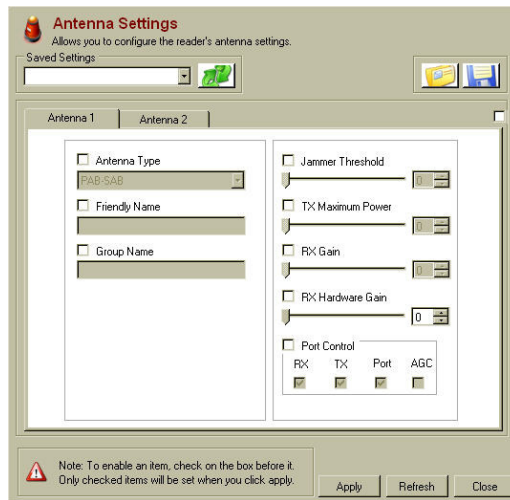 Antenna Settings
Allows you to configure the reader's antenna settings.
Saved Settings
Antenna 1
Antenna 2
Antenna Type
PAB-SAB
Friendly Name
Group Name
Jammer Threshold
0
TX Maximum Power
0
RX Gain
0
RX Hardware Gain
0
Port Control
RX TX Port AGC
Note: To enable an item, check on the box before it.
Only checked items will be set when you click apply.
Apply Refresh Close